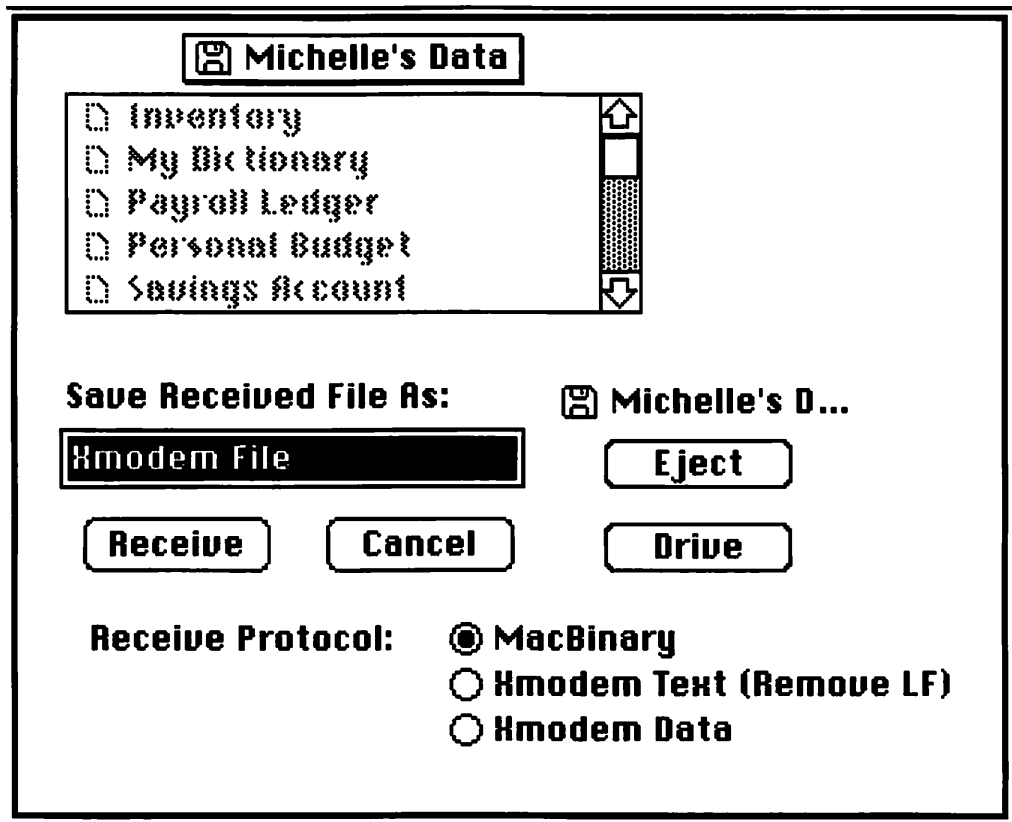 Michelle's Data
Inventory
My Dictionary
Payroll Ledger
Personal Budget
Savings Account
Save Received File As:
Michelle's D...
Xmodem File
Eject
Receive
Cancel
Drive
Receive Protocol:
MacBinary
Xmodem Text (Remove LF)
Xmodem Data